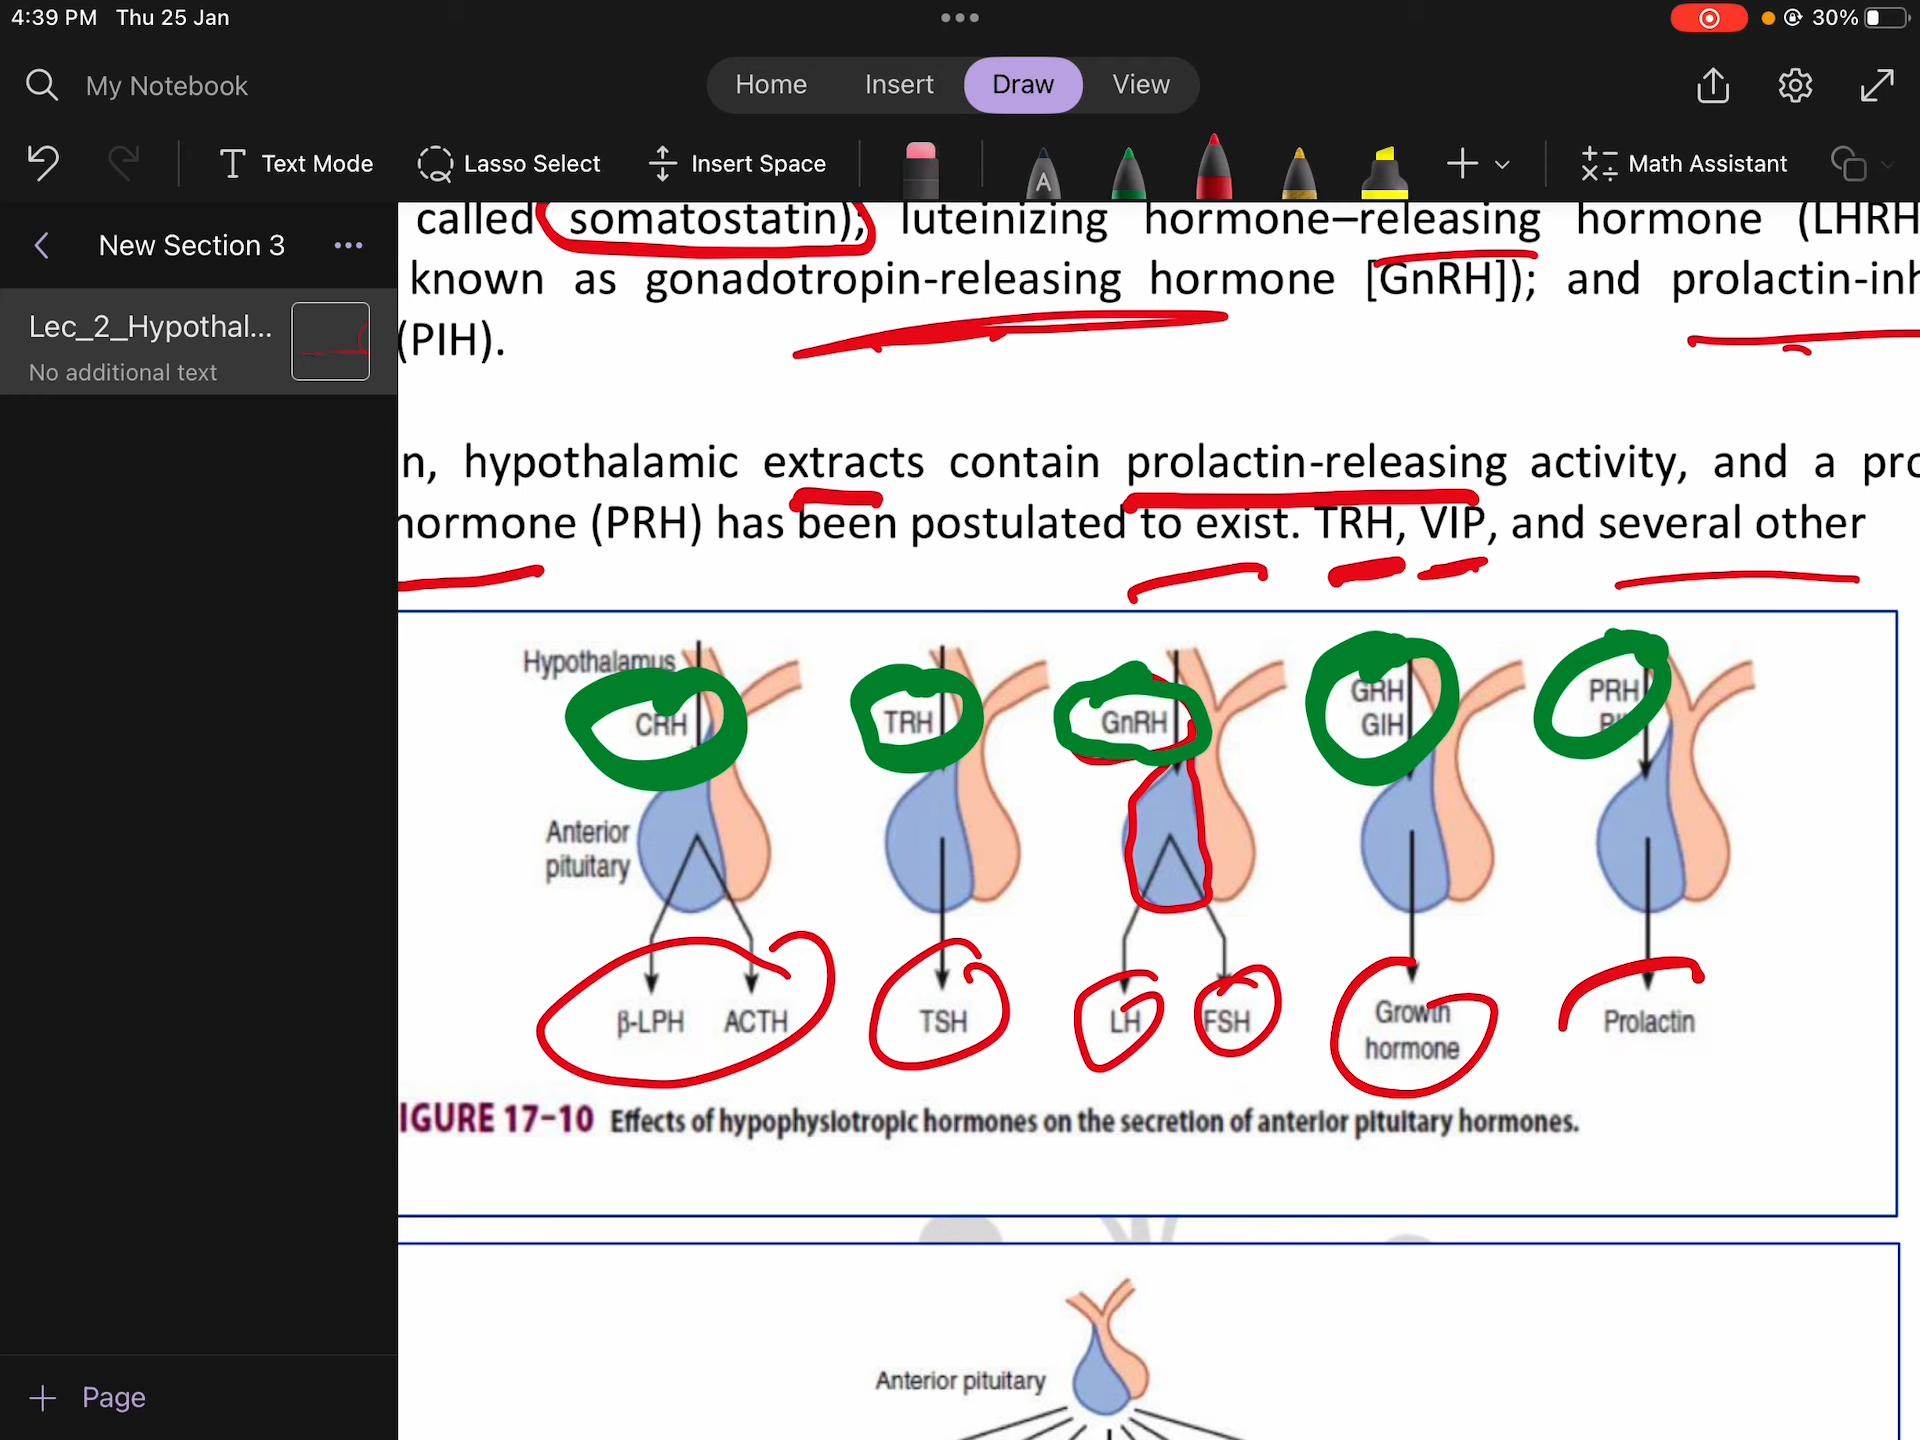 4:39 PM Thu 25 Jan
30%
My Notebook
Home Insert Draw View
Text Mode Lasso Select Insert Space A Math Assistant
New Section 3
Lec_2_Hypothal...
No additional text
called somatostatin); luteinizing hormone–releasing hormone (LHRH
known as gonadotropin-releasing hormone [GnRH]); and prolactin-inh
(PIH).
n, hypothalamic extracts contain prolactin-releasing activity, and a pro
hormone (PRH) has been postulated to exist. TRH, VIP, and several other
Hypothalamus
CRH TRH GnRH GRH GIH PRH
Anterior pituitary
β-LPH ACTH TSH LH FSH Growth hormone Prolactin
IGURE 17–10 Effects of hypophysiotropic hormones on the secretion of anterior pituitary hormones.
Anterior pituitary
Page